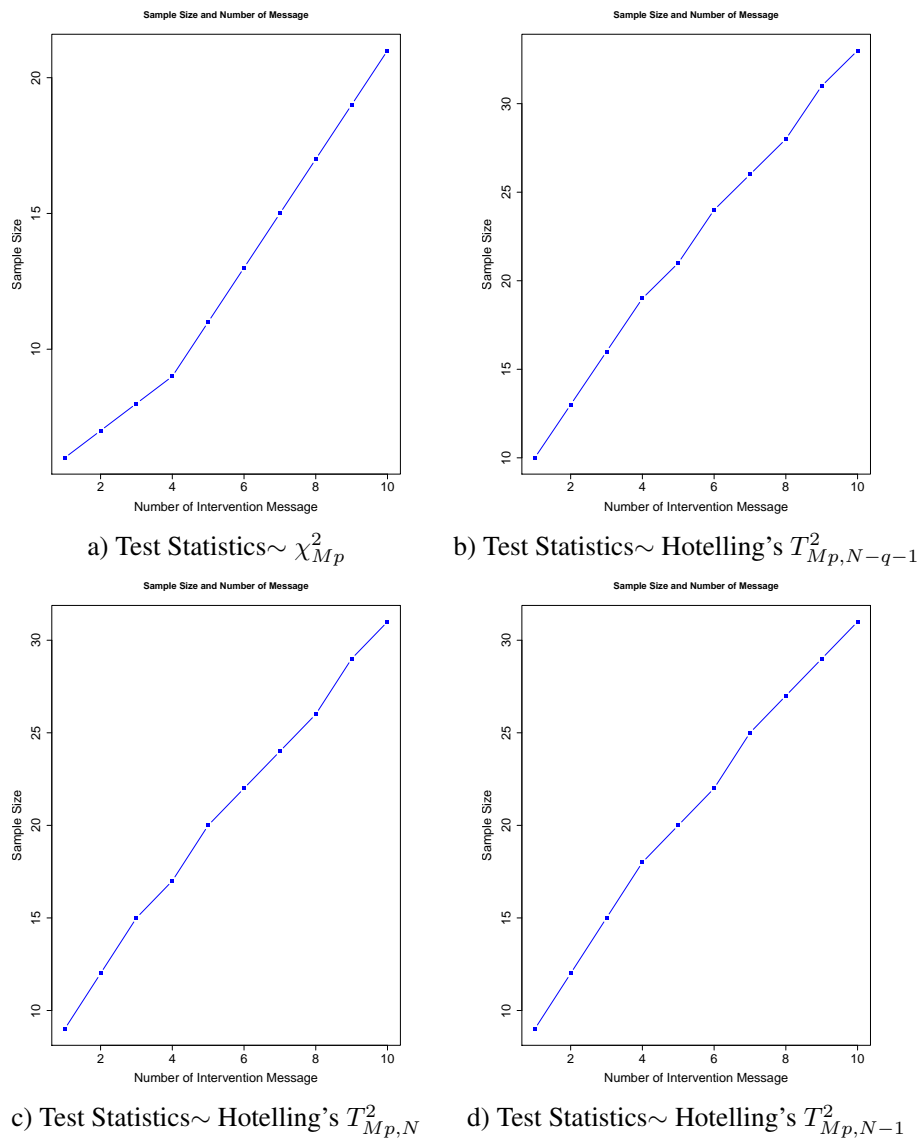 Sample Size and Number of Message
Sample Size
20
15
10
2 4 6 8 10
Number of Intervention Message
a) Test Statistics∼ χ²_{Mp}
Sample Size and Number of Message
Sample Size
30
25
20
15
10
2 4 6 8 10
Number of Intervention Message
b) Test Statistics∼ Hotelling's T²_{Mp,N−q−1}
Sample Size and Number of Message
Sample Size
30
25
20
15
10
2 4 6 8 10
Number of Intervention Message
c) Test Statistics∼ Hotelling's T²_{Mp,N}
Sample Size and Number of Message
Sample Size
30
25
20
15
10
2 4 6 8 10
Number of Intervention Message
d) Test Statistics∼ Hotelling's T²_{Mp,N−1}